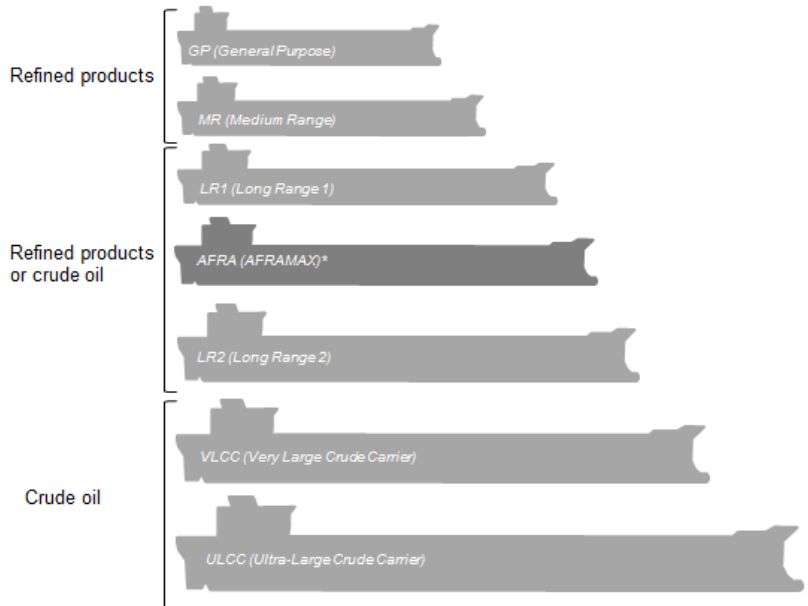 GP (General Purpose)
Refined products
MR (Medium Range)
LR1 (Long Range 1)
Refined products
or crude oil
AFRA (AFRAMAX)*
LR2 (Long Range 2)
VLCC (Very Large Crude Carrier)
Crude oil
ULCC (Ultra-Large Crude Carrier)